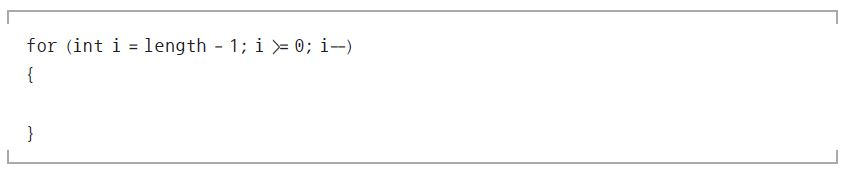 for (int i = length - 1; i >= 0; i--)
{
}